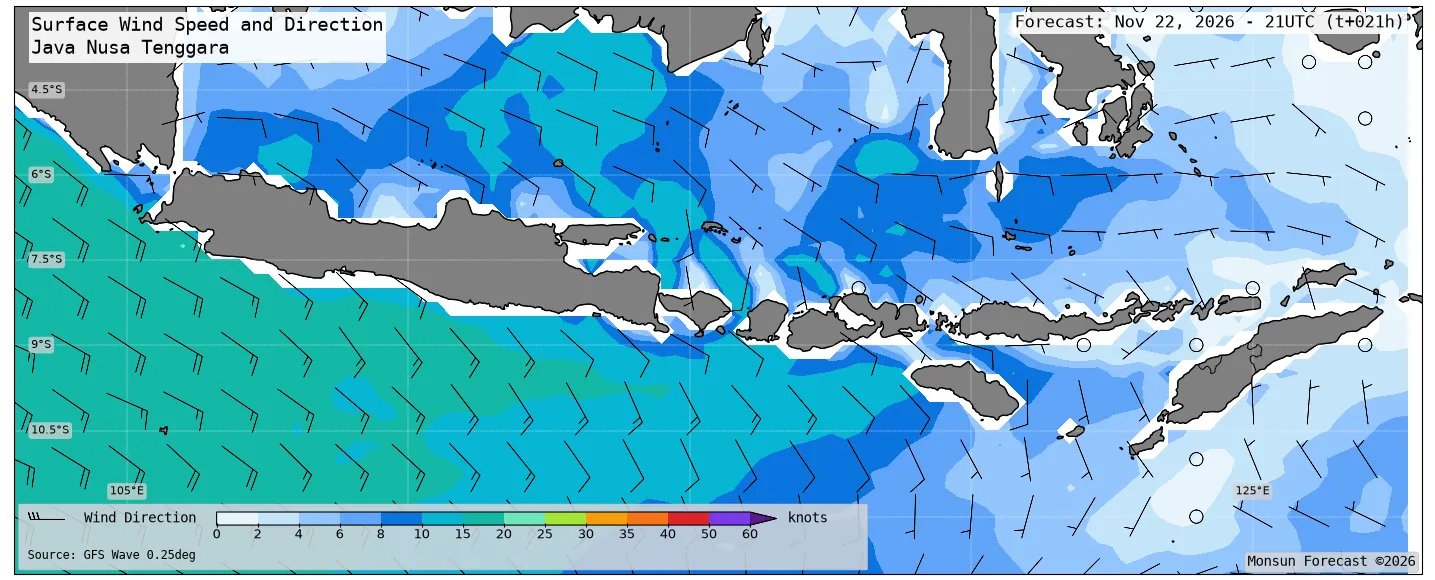 Surface Wind Speed and Direction
Java Nusa Tenggara
Forecast: Nov 22, 2026 - 21UTC (t+021h)
4.5°S
6°S
7.5°S
9°S
10.5°S
105°E
125°E
Wind Direction
0 2 4 6 8 10 15 20 25 30 35 40 50 60
knots
Source: GFS Wave 0.25deg
Monsun Forecast ©2026